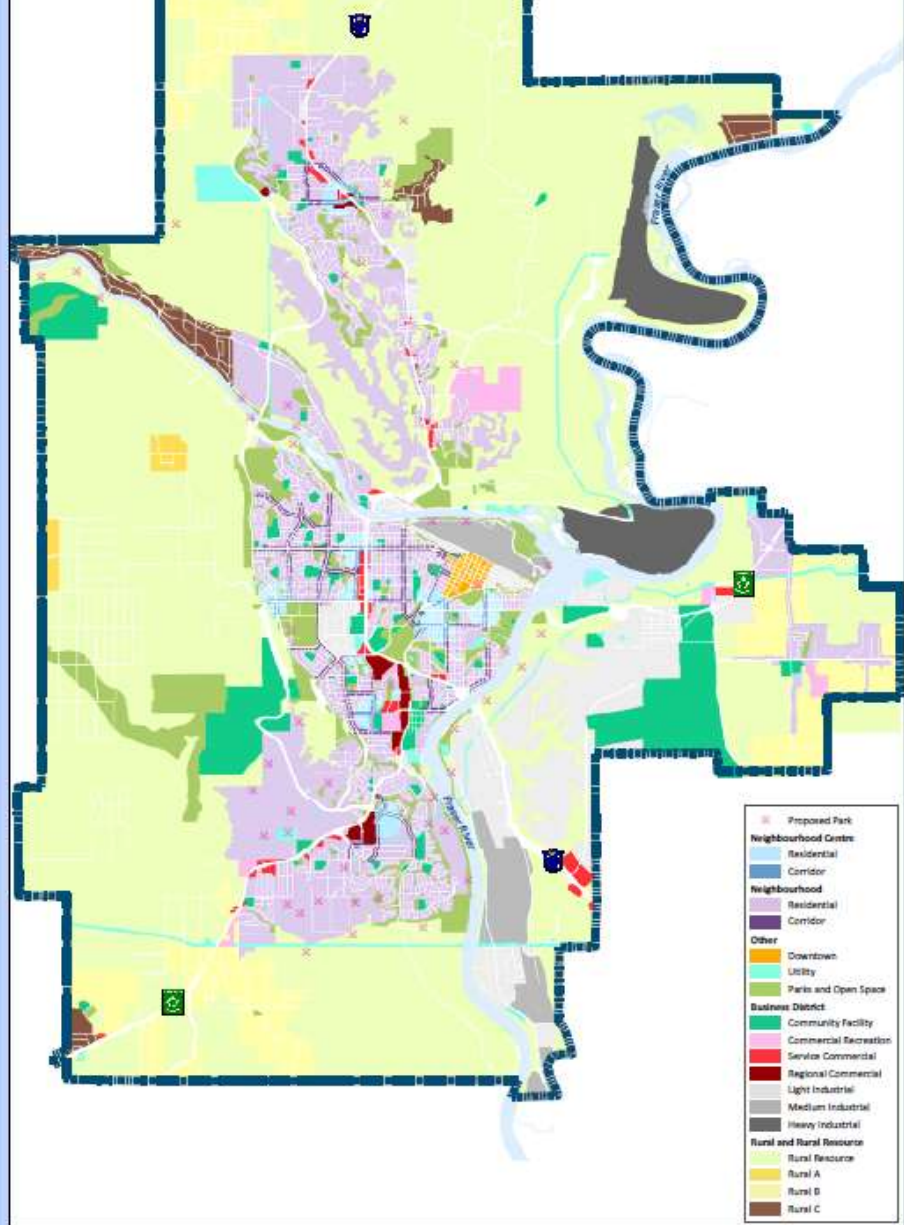 Fraser River
Fraser River
Proposed Park
Neighbourhood Centre
Residential
Corridor
Neighbourhood
Residential
Corridor
Other
Downtown
Utility
Parks and Open Space
Business District
Community Facility
Commercial Recreation
Service Commercial
Regional Commercial
Light Industrial
Medium Industrial
Heavy Industrial
Rural and Rural Resource
Rural Resource
Rural A
Rural B
Rural C